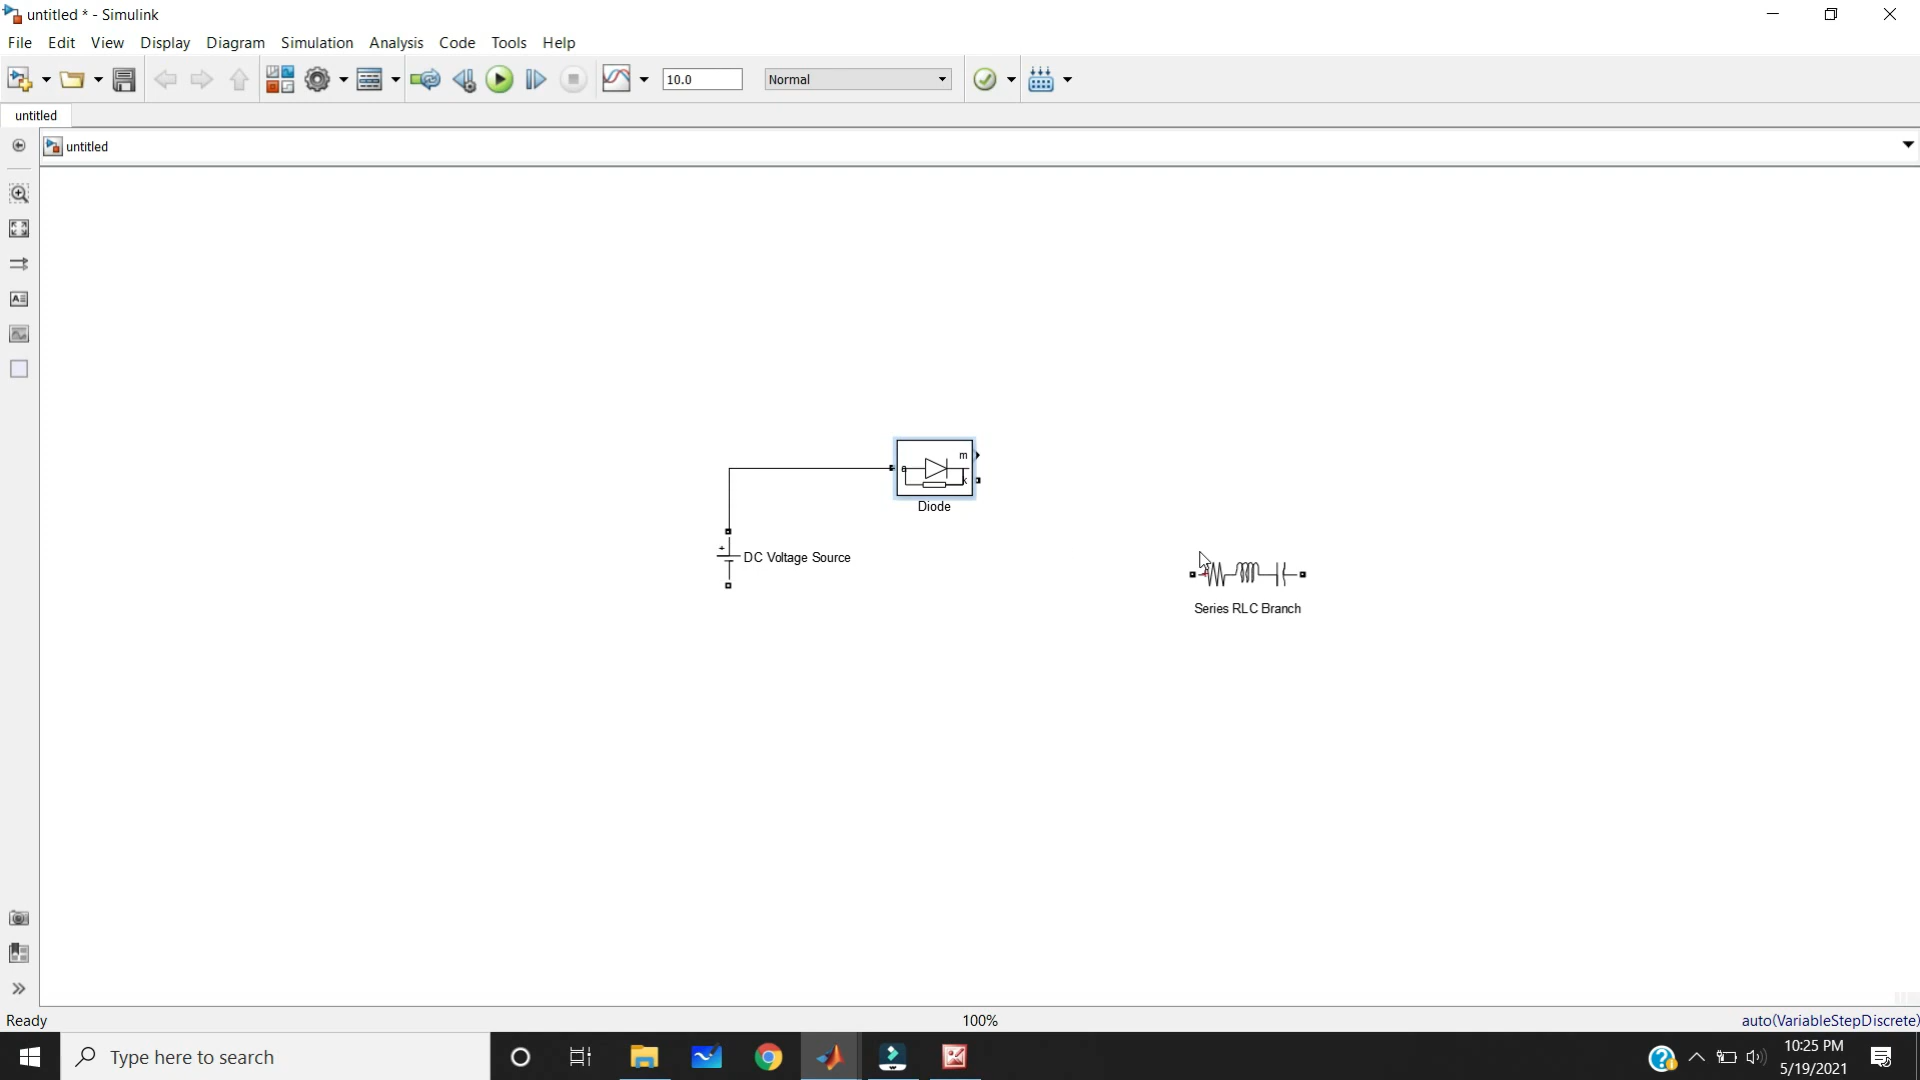 untitled * - Simulink
File Edit View Display Diagram Simulation Analysis Code Tools Help
10.0 Normal
untitled
untitled
m
a
k
Diode
+
DC Voltage Source
+
Series RLC Branch
Ready 100% auto(VariableStepDiscrete)
Type here to search
10:25 PM
5/19/2021